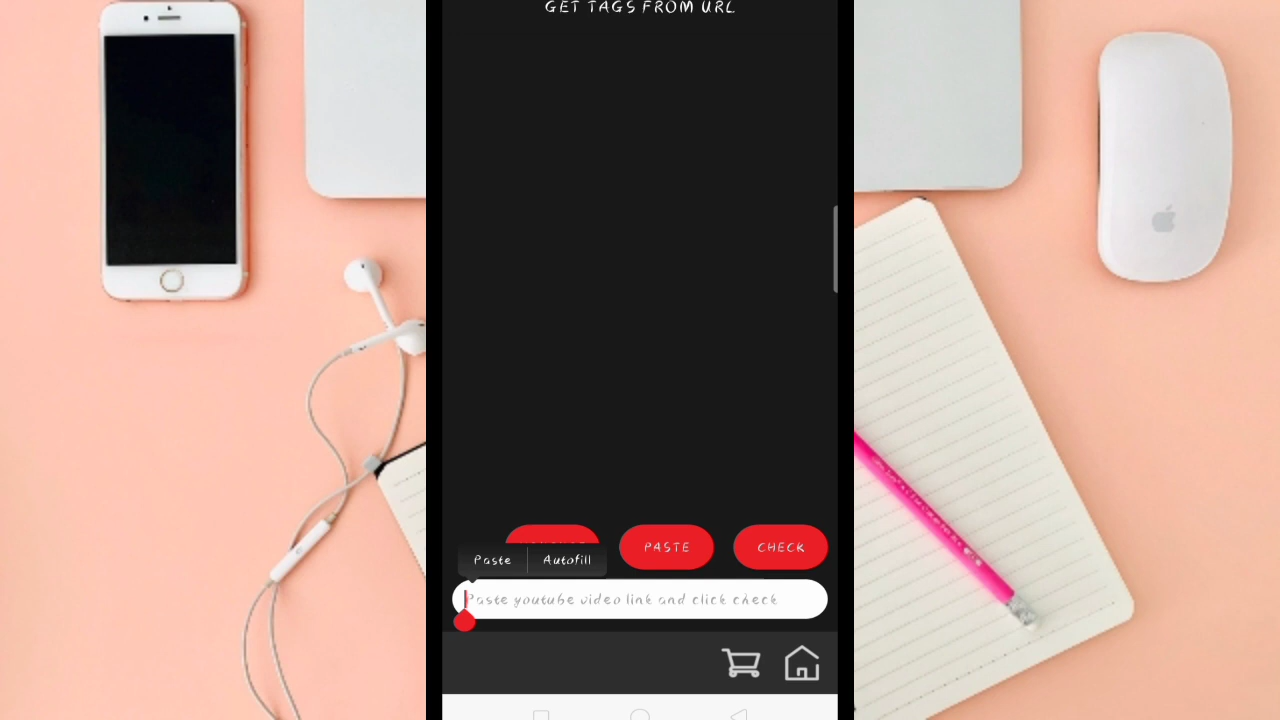 GET TAGS FROM URL
PASTE
CHECK
Paste
Autofill
Paste youtube video link and click check